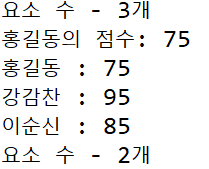 요소 수 - 3개
홍길동의 점수: 75
홍길동 : 75
강감찬 : 95
이순신 : 85
요소 수 - 2개